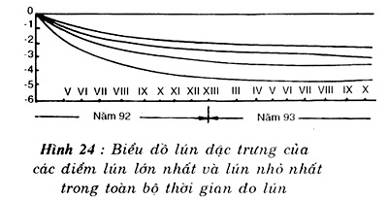 0
-1
-2
-3
-4
-5
-6
V VI VII VIII IX X XI XII XIII III IV V VI VII VIII IX X
Năm 92 Năm 93
Hình 24 : Biểu đồ lún đặc trưng của
các điểm lún lớn nhất và lún nhỏ nhất
trong toàn bộ thời gian đo lún